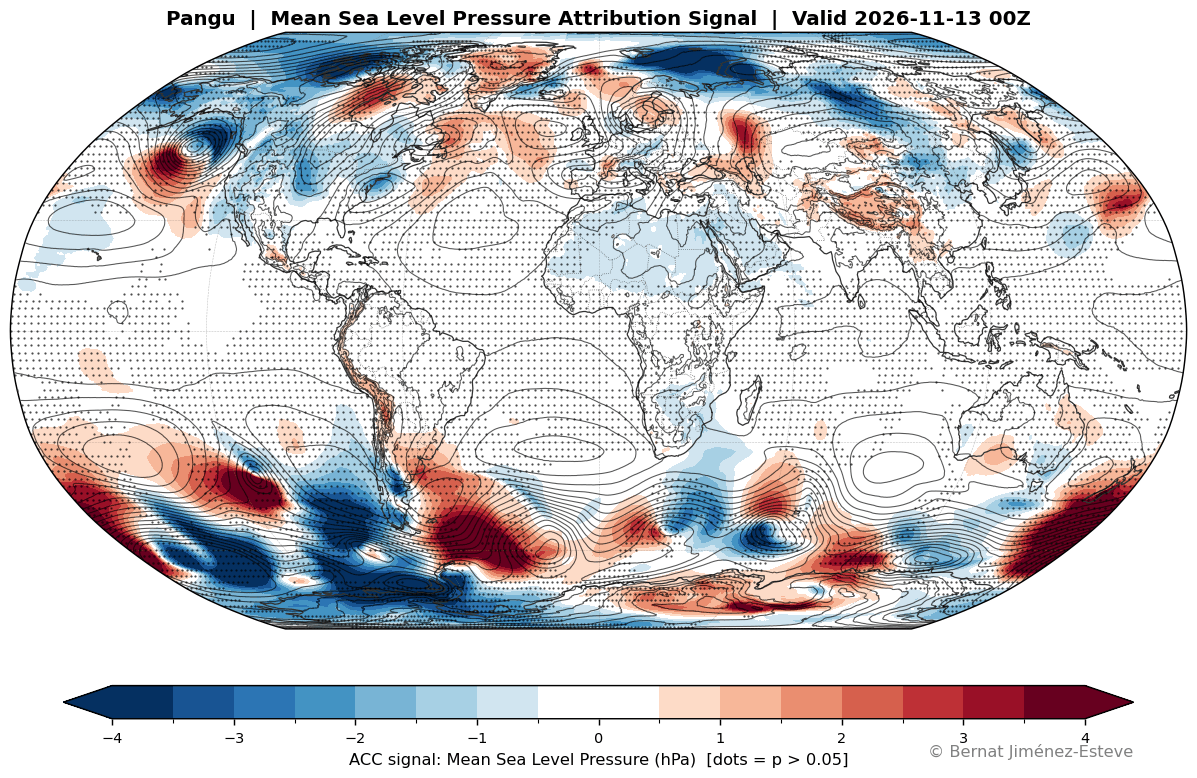 Pangu | Mean Sea Level Pressure Attribution Signal | Valid 2026-11-13 00Z
−4 −3 −2 −1 0 1 2 3 4
© Bernat Jiménez-Esteve
ACC signal: Mean Sea Level Pressure (hPa) [dots = p > 0.05]